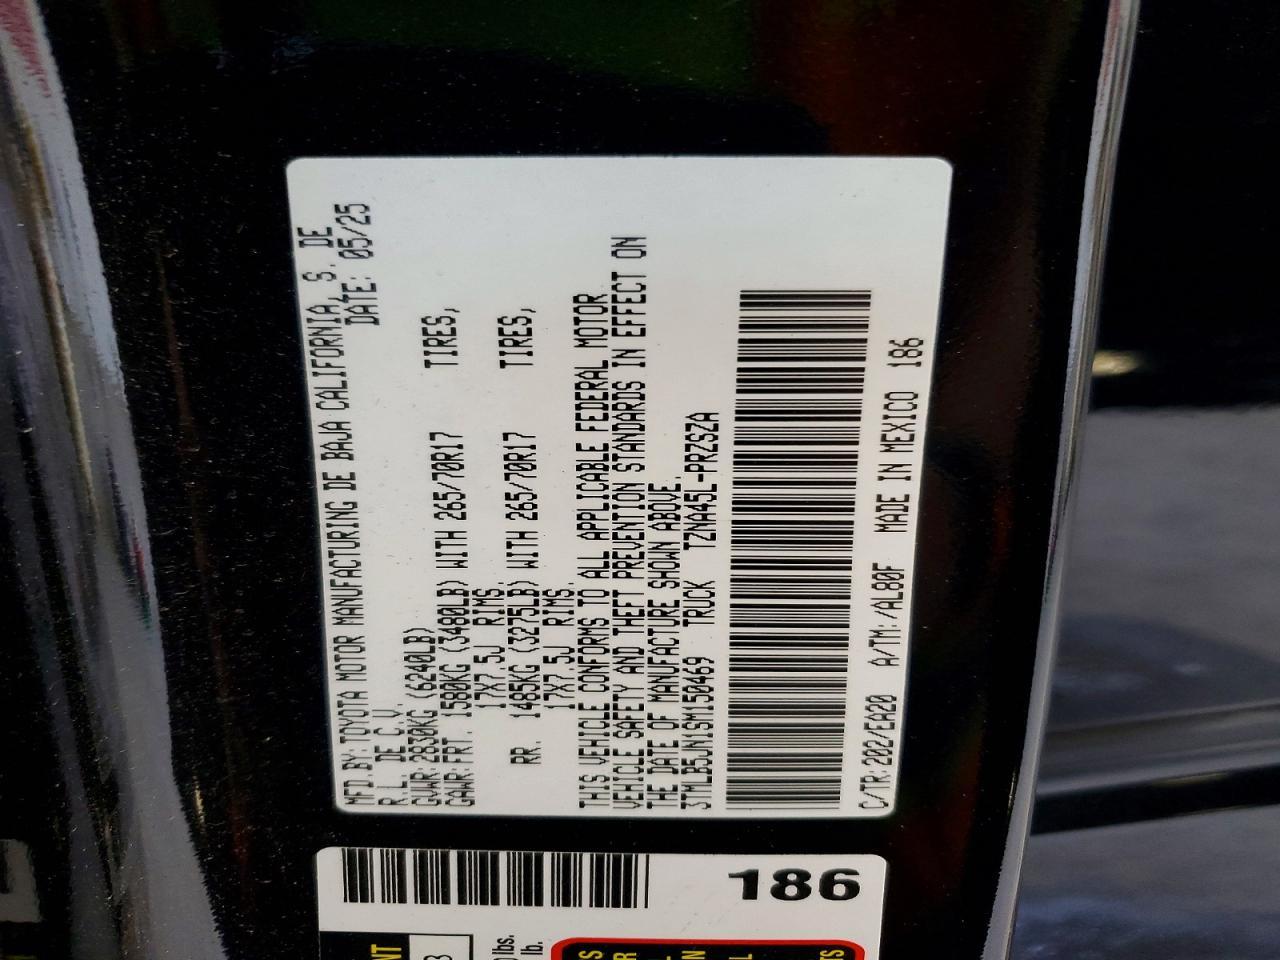 MFD.BY:TOYOTA MOTOR MANUFACTURING DE BAJA CALIFORNIA, S. DE
R.L. DE C.V. DATE: 05/25
GVWR:2830KG (6240LB)
GAWR:FRT. 1580KG (3480LB) WITH 265/70R17 TIRES,
17X7.5J RIMS.
RR. 1485KG (3275LB) WITH 265/70R17 TIRES,
17X7.5J RIMS.
THIS VEHICLE CONFORMS TO ALL APPLICABLE FEDERAL MOTOR
VEHICLE SAFETY AND THEFT PREVENTION STANDARDS IN EFFECT ON
THE DATE OF MANUFACTURE SHOWN ABOVE.
3TMLB5JN1SM150469 TRUCK TZNA45L-PRZSZA
C/TR:202/EA20 A/TM:/AL80F MADE IN MEXICO 186
186
lbs.
lb.